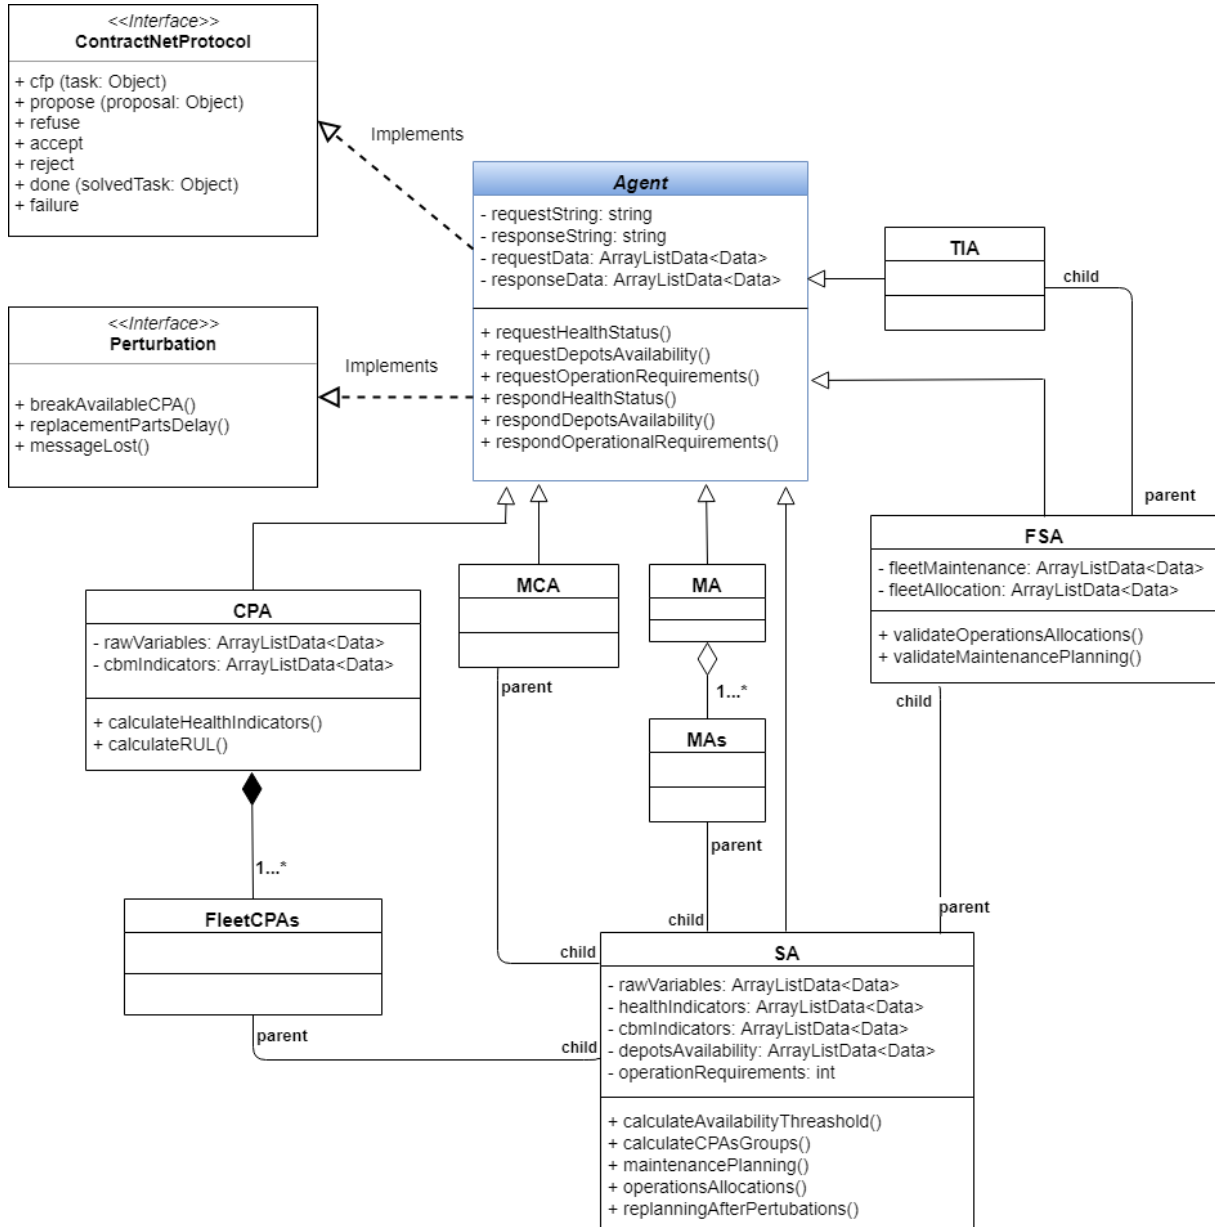 <<Interface>>
ContractNetProtocol
+ cfp (task: Object)
+ propose (proposal: Object)
+ refuse
+ accept
+ reject
+ done (solvedTask: Object)
+ failure
Implements
<<Interface>>
Perturbation
+ breakAvailableCPA()
+ replacementPartsDelay()
+ messageLost()
Implements
Agent
- requestString: string
- responseString: string
- requestData: ArrayListData<Data>
- responseData: ArrayListData<Data>
+ requestHealthStatus()
+ requestDepotsAvailability()
+ requestOperationRequirements()
+ respondHealthStatus()
+ respondDepotsAvailability()
+ respondOperationalRequirements()
TIA
child
parent
FSA
- fleetMaintenance: ArrayListData<Data>
- fleetAllocation: ArrayListData<Data>
+ validateOperationsAllocations()
+ validateMaintenancePlanning()
child
parent
CPA
- rawVariables: ArrayListData<Data>
- cbmIndicators: ArrayListData<Data>
+ calculateHealthIndicators()
+ calculateRUL()
1...*
FleetCPAs
parent
child
MCA
parent
child
MA
1...*
MAs
parent
child
SA
- rawVariables: ArrayListData<Data>
- healthIndicators: ArrayListData<Data>
- cbmIndicators: ArrayListData<Data>
- depotsAvailability: ArrayListData<Data>
- operationRequirements: int
+ calculateAvailabilityThreashold()
+ calculateCPAsGroups()
+ maintenancePlanning()
+ operationsAllocations()
+ replanningAfterPertubations()